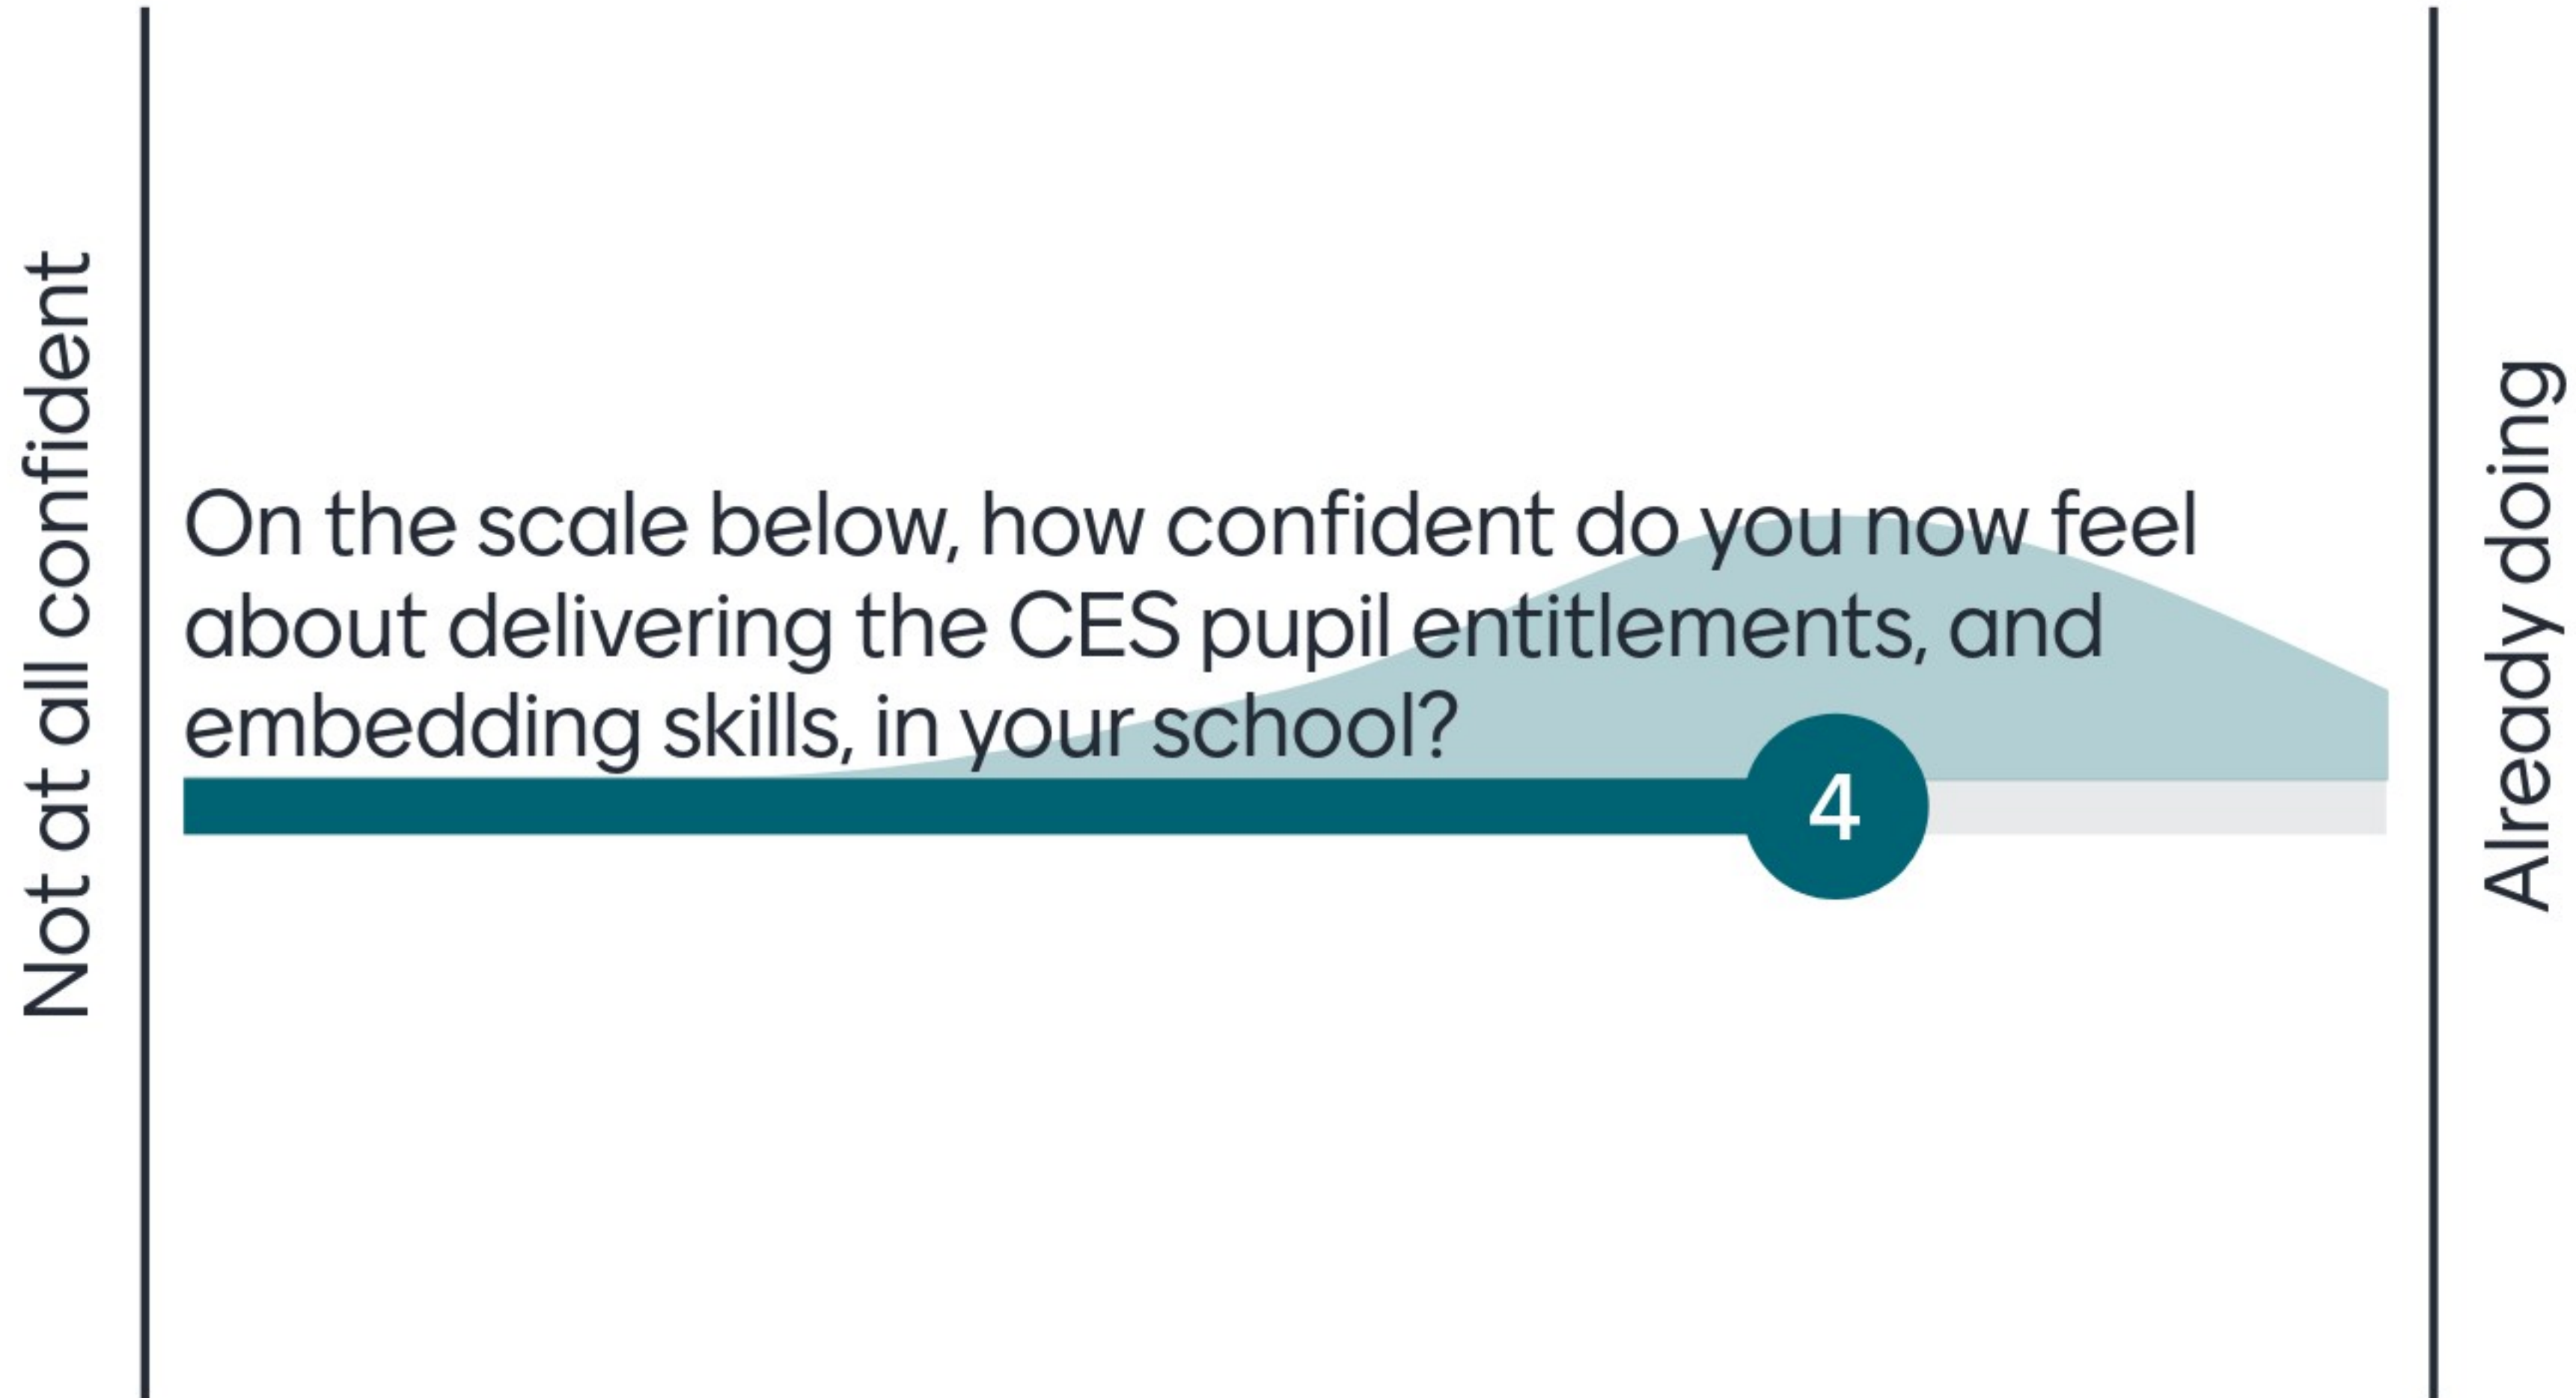 Not at all confident
On the scale below, how confident do you now feel
about delivering the CES pupil entitlements, and
embedding skills, in your school?
4
Already doing